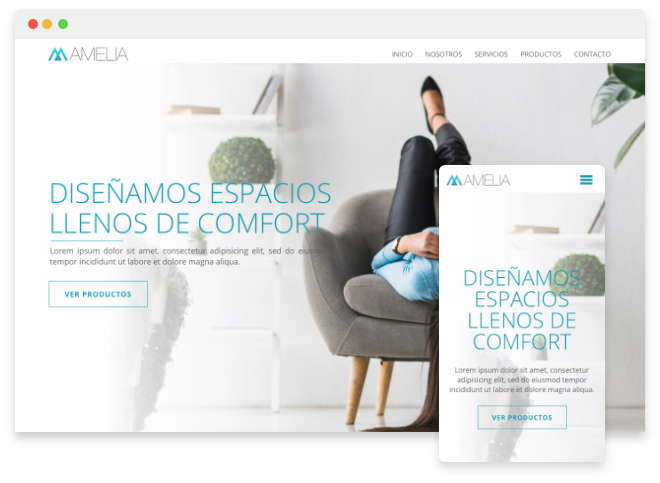 AMELIA
INICIO NOSOTROS SERVICIOS PRODUCTOS CONTACTO
DISEÑAMOS ESPACIOS
LLENOS DE COMFORT
Lorem ipsum dolor sit amet, consectetur adipisicing elit, sed do eiusmod
tempor incididunt ut labore et dolore magna aliqua.
VER PRODUCTOS
AMELIA
DISEÑAMOS
ESPACIOS
LLENOS DE
COMFORT
Lorem ipsum dolor sit amet, consectetur
adipisicing elit, sed do eiusmod tempor
incididunt ut labore et dolore magna aliqua.
VER PRODUCTOS